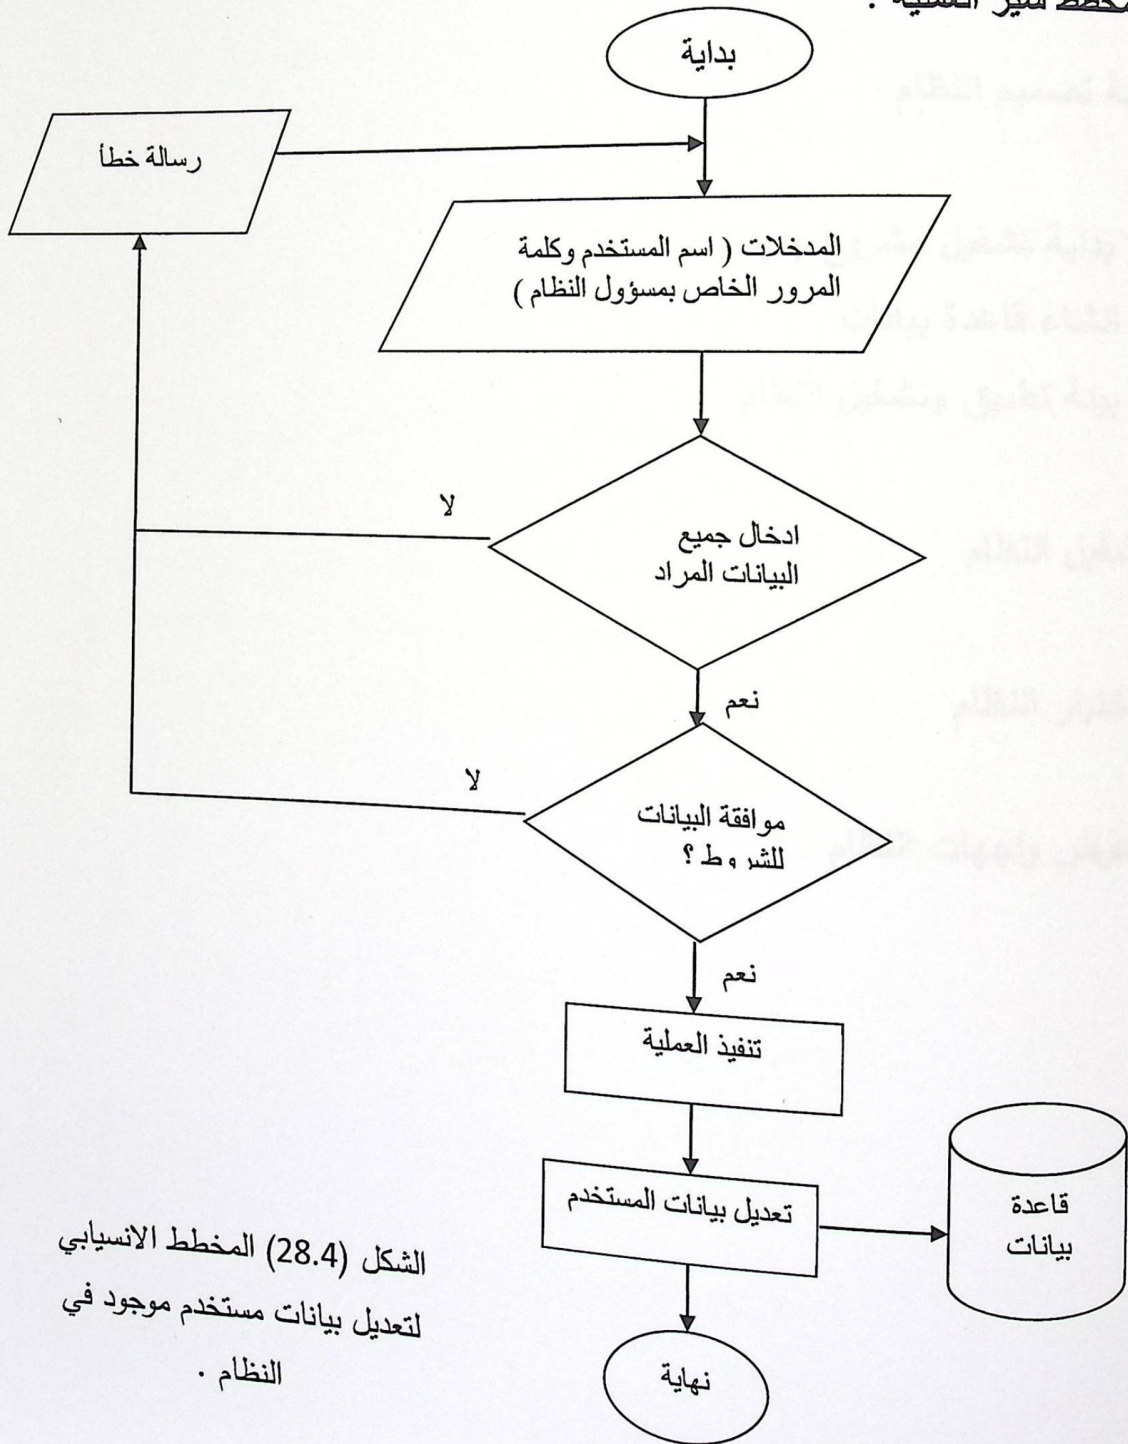 بداية
رسالة خطأ
المدخلات ( اسم المستخدم وكلمة
المرور الخاص بمسؤول النظام )
لا
ادخال جميع
البيانات المراد
نعم
لا
موافقة البيانات
للشروط ؟
نعم
تنفيذ العملية
تعديل بيانات المستخدم
قاعدة
بيانات
نهاية
الشكل (28.4) المخطط الانسيابي
لتعديل بيانات مستخدم موجود في
النظام .